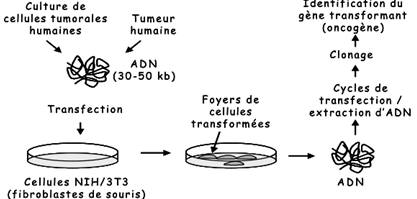 Culture de
cellules tumorales
humaines
Tumeur
humaine
ADN
(30-50 kb)
Transfection
Cellules NIH/3T3
(fibroblastes de souris)
Foyers de
cellules
transformées
ADN
Cycles de
transfection /
extraction d'ADN
Clonage
Identification du
gène transformant
(oncogène)